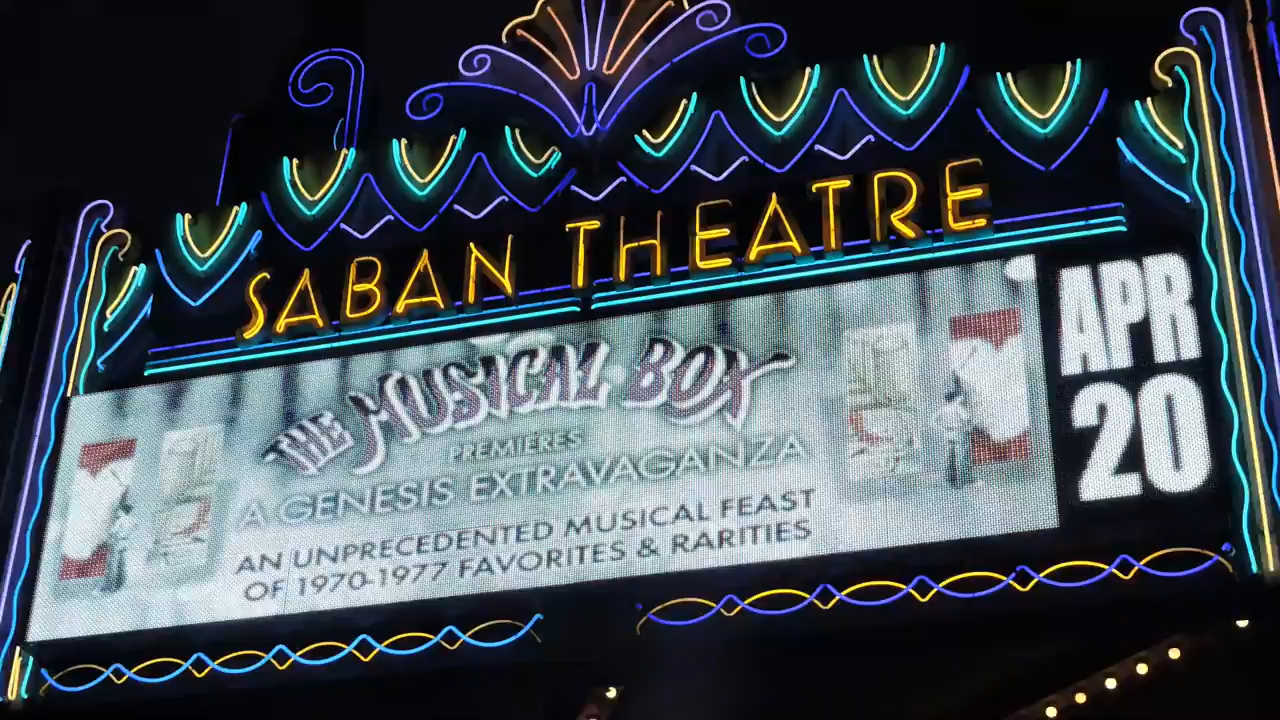 SABAN THEATRE
THE MUSICAL BOX
PREMIERES
A GENESIS EXTRAVAGANZA
AN UNPRECEDENTED MUSICAL FEAST
OF 1970-1977 FAVORITES & RARITIES
APR
20